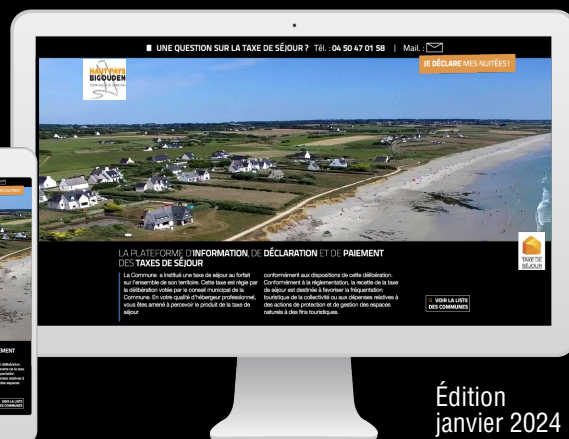 UNE QUESTION SUR LA TAXE DE SÉJOUR ? Tél. : 04 50 47 01 58 | Mail. :
JE DÉCLARE MES NUITÉES !
HAUT PAYS
BIGOUDEN
COMMUNAUTÉ DE COMMUNES
LA PLATEFORME D'INFORMATION, DE DÉCLARATION ET DE PAIEMENT
DES TAXES DE SÉJOUR
La Commune a institué une taxe de séjour au forfait
sur l'ensemble de son territoire. Cette taxe est régie par
la délibération votée par le conseil municipal de la
Commune. En votre qualité d'hébergeur professionnel,
vous êtes amené à percevoir le produit de la taxe de
séjour
conformément aux dispositions de cette délibération.
Conformément à la réglementation, la recette de la taxe
de séjour est destinée à favoriser la fréquentation
touristique de la collectivité ou aux dépenses relatives à
des actions de protection et de gestion des espaces
naturels à des fins touristiques.
TAXE DE
SÉJOUR
VOIR LA LISTE
DES COMMUNES
Édition
janvier 2024